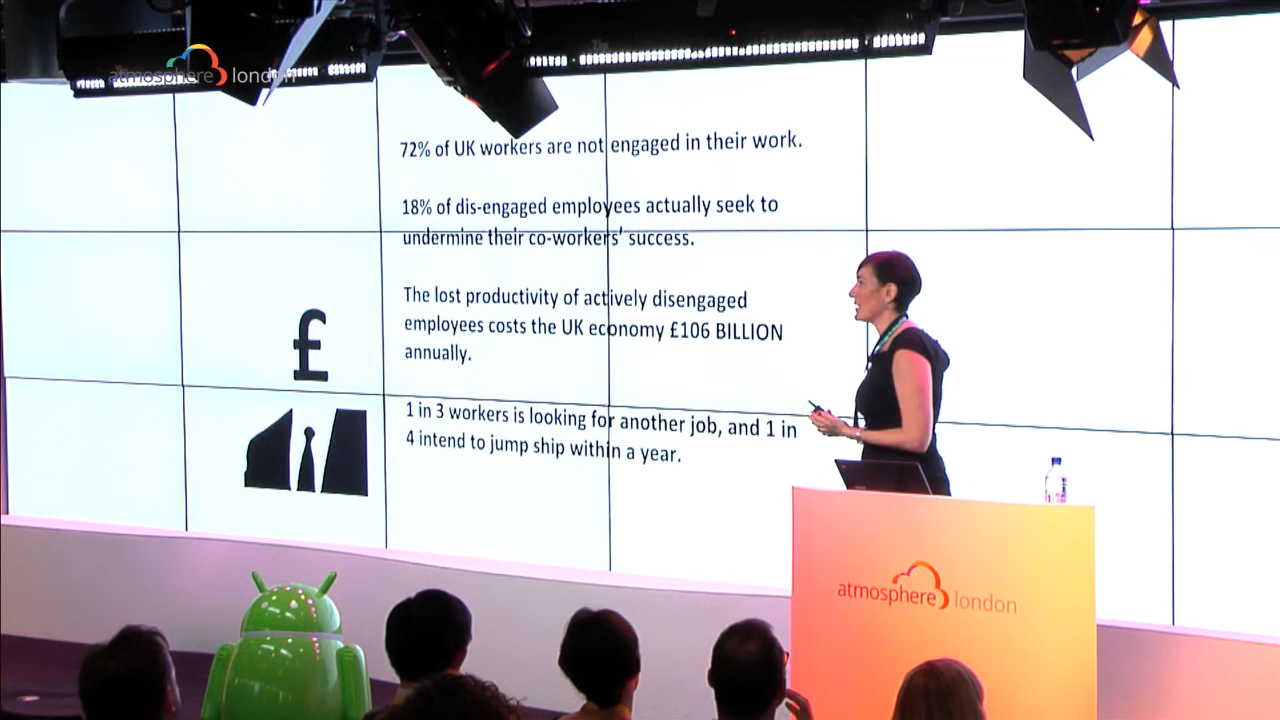 atmosphere london
72% of UK workers are not engaged in their work.
18% of dis-engaged employees actually seek to
undermine their co-workers' success.
The lost productivity of actively disengaged
employees costs the UK economy £106 BILLION
annually.
£
1 in 3 workers is looking for another job, and 1 in
4 intend to jump ship within a year.
atmosphere london